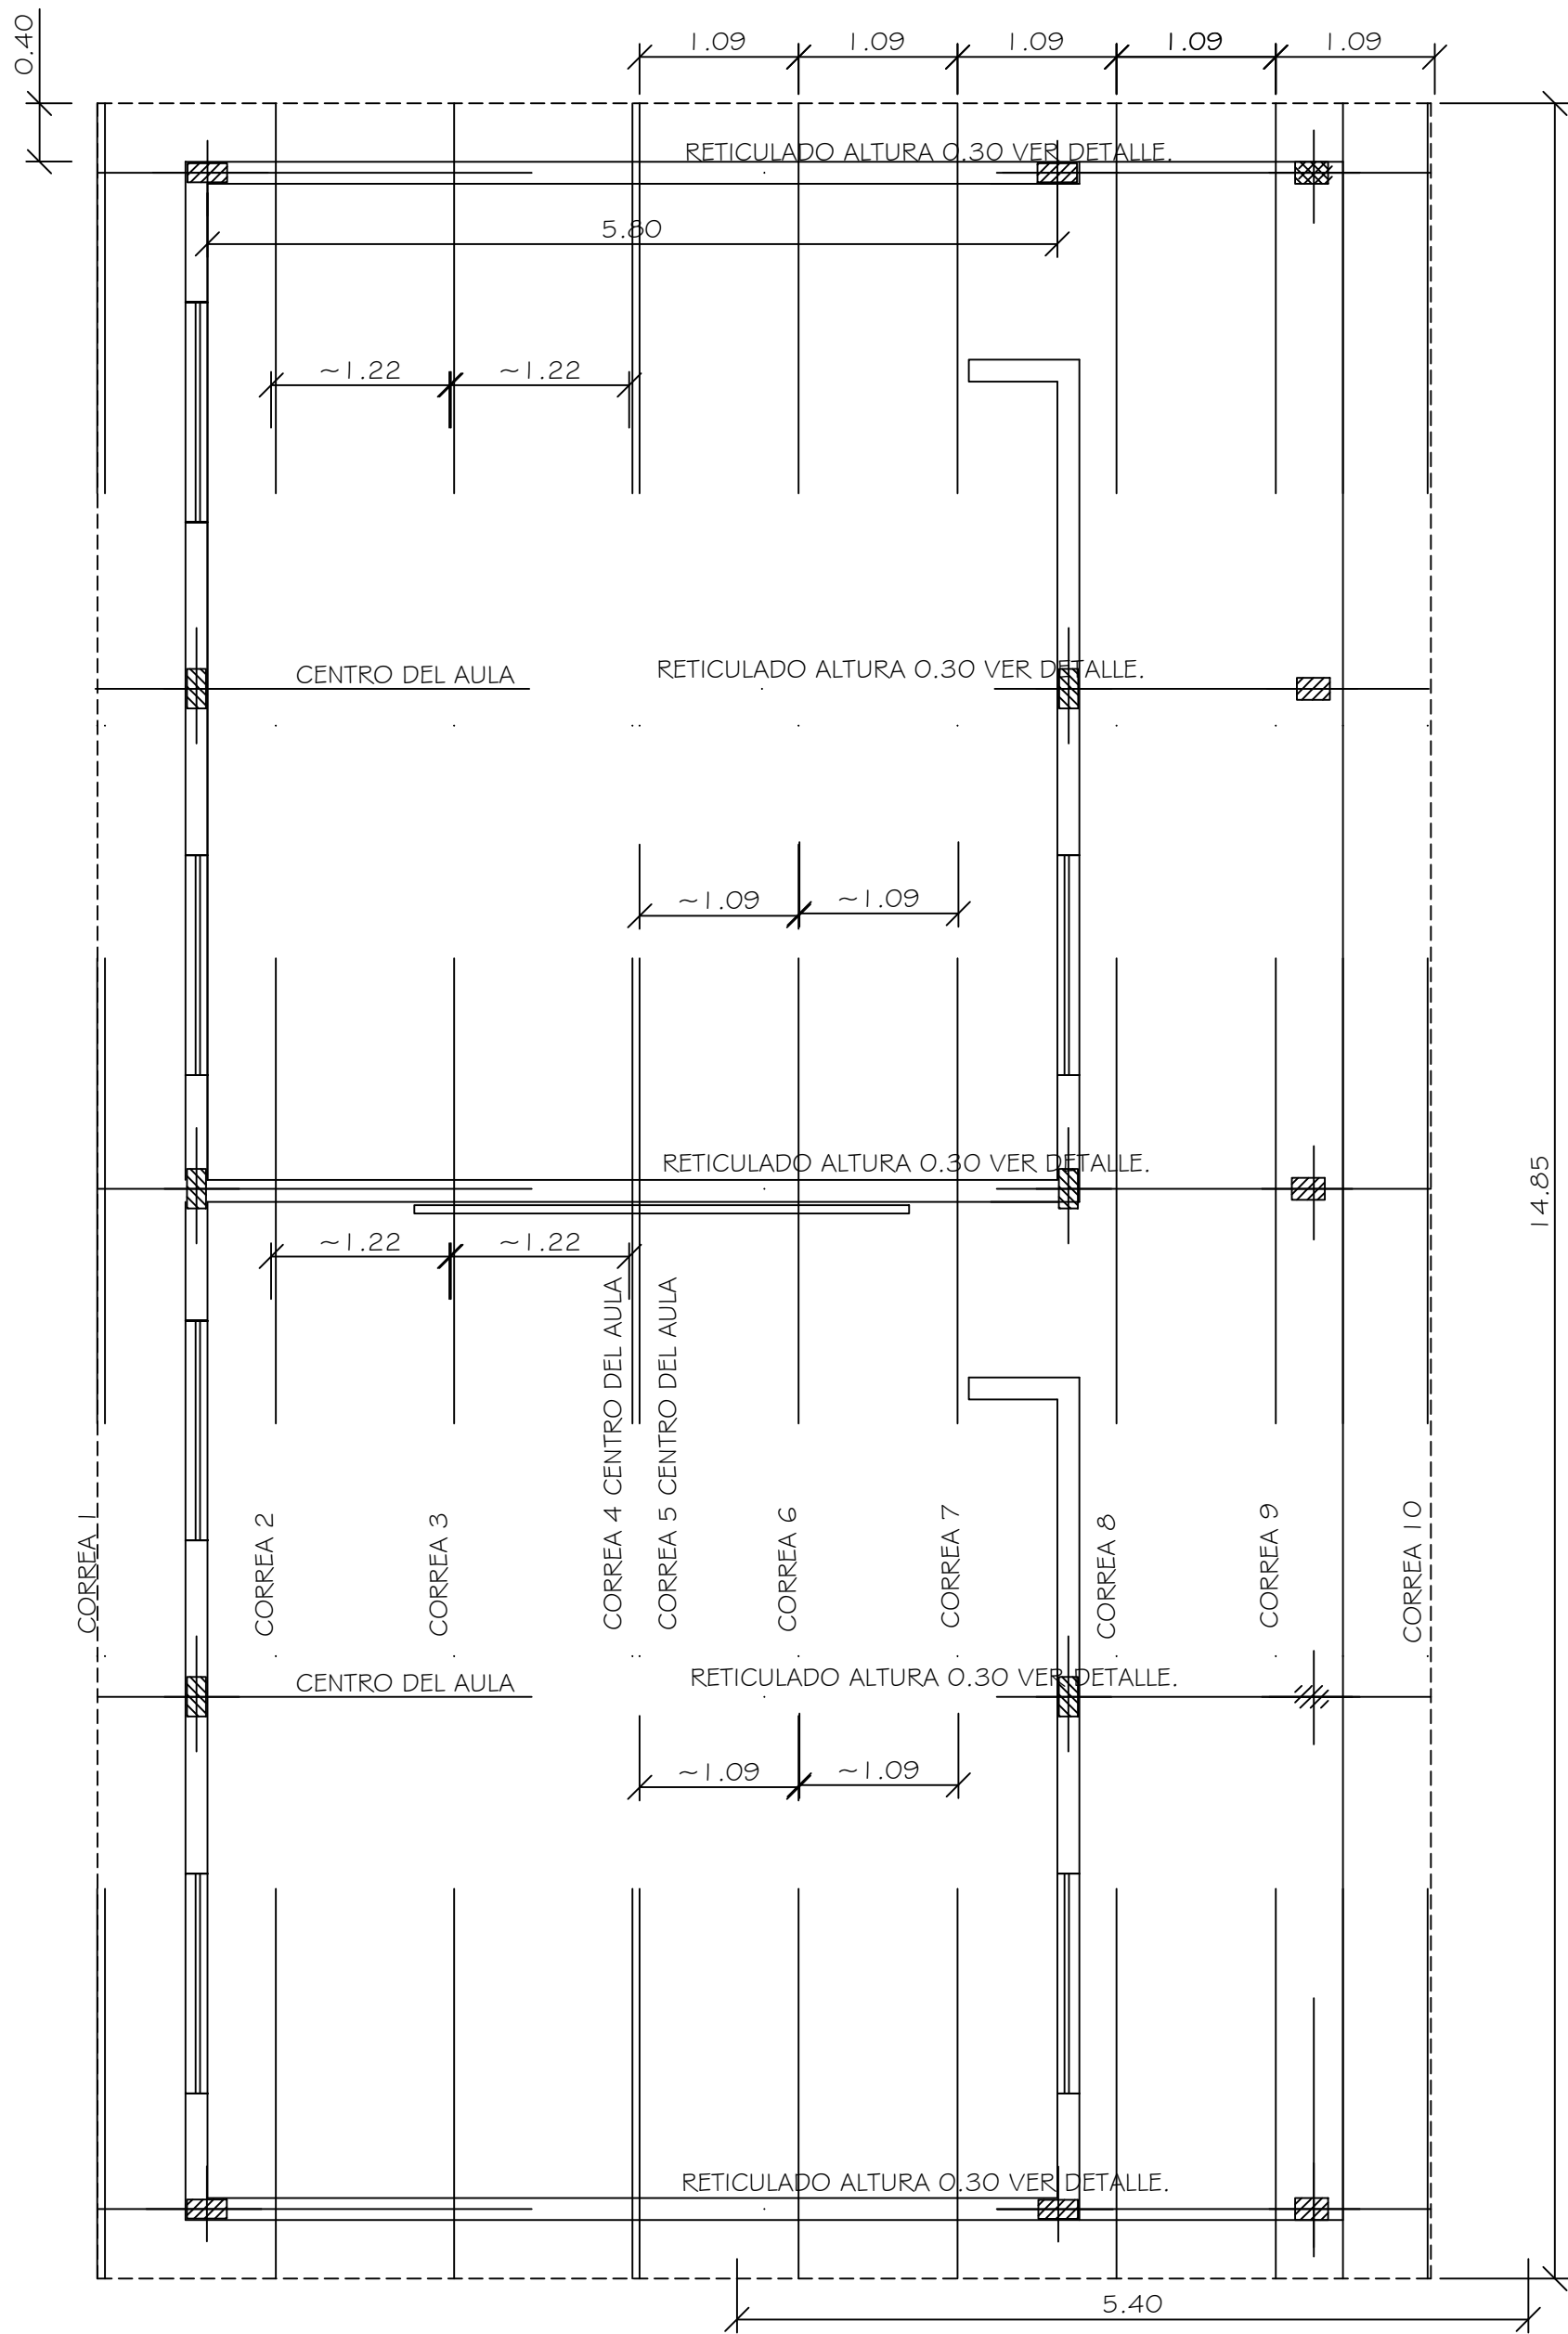 0.40
1.09
1.09
1.09
1.09
1.09
RETICULADO ALTURA 0.30 VER DETALLE.
5.80
~1.22
~1.22
CENTRO DEL AULA
RETICULADO ALTURA 0.30 VER DETALLE.
~1.09
~1.09
RETICULADO ALTURA 0.30 VER DETALLE.
14.85
~1.22
~1.22
CORREA 1
CORREA 2
CORREA 3
CORREA 4 CENTRO DEL AULA
CORREA 5 CENTRO DEL AULA
CORREA 6
CORREA 7
CORREA 8
CORREA 9
CORREA 10
CENTRO DEL AULA
RETICULADO ALTURA 0.30 VER DETALLE.
~1.09
~1.09
RETICULADO ALTURA 0.30 VER DETALLE.
5.40